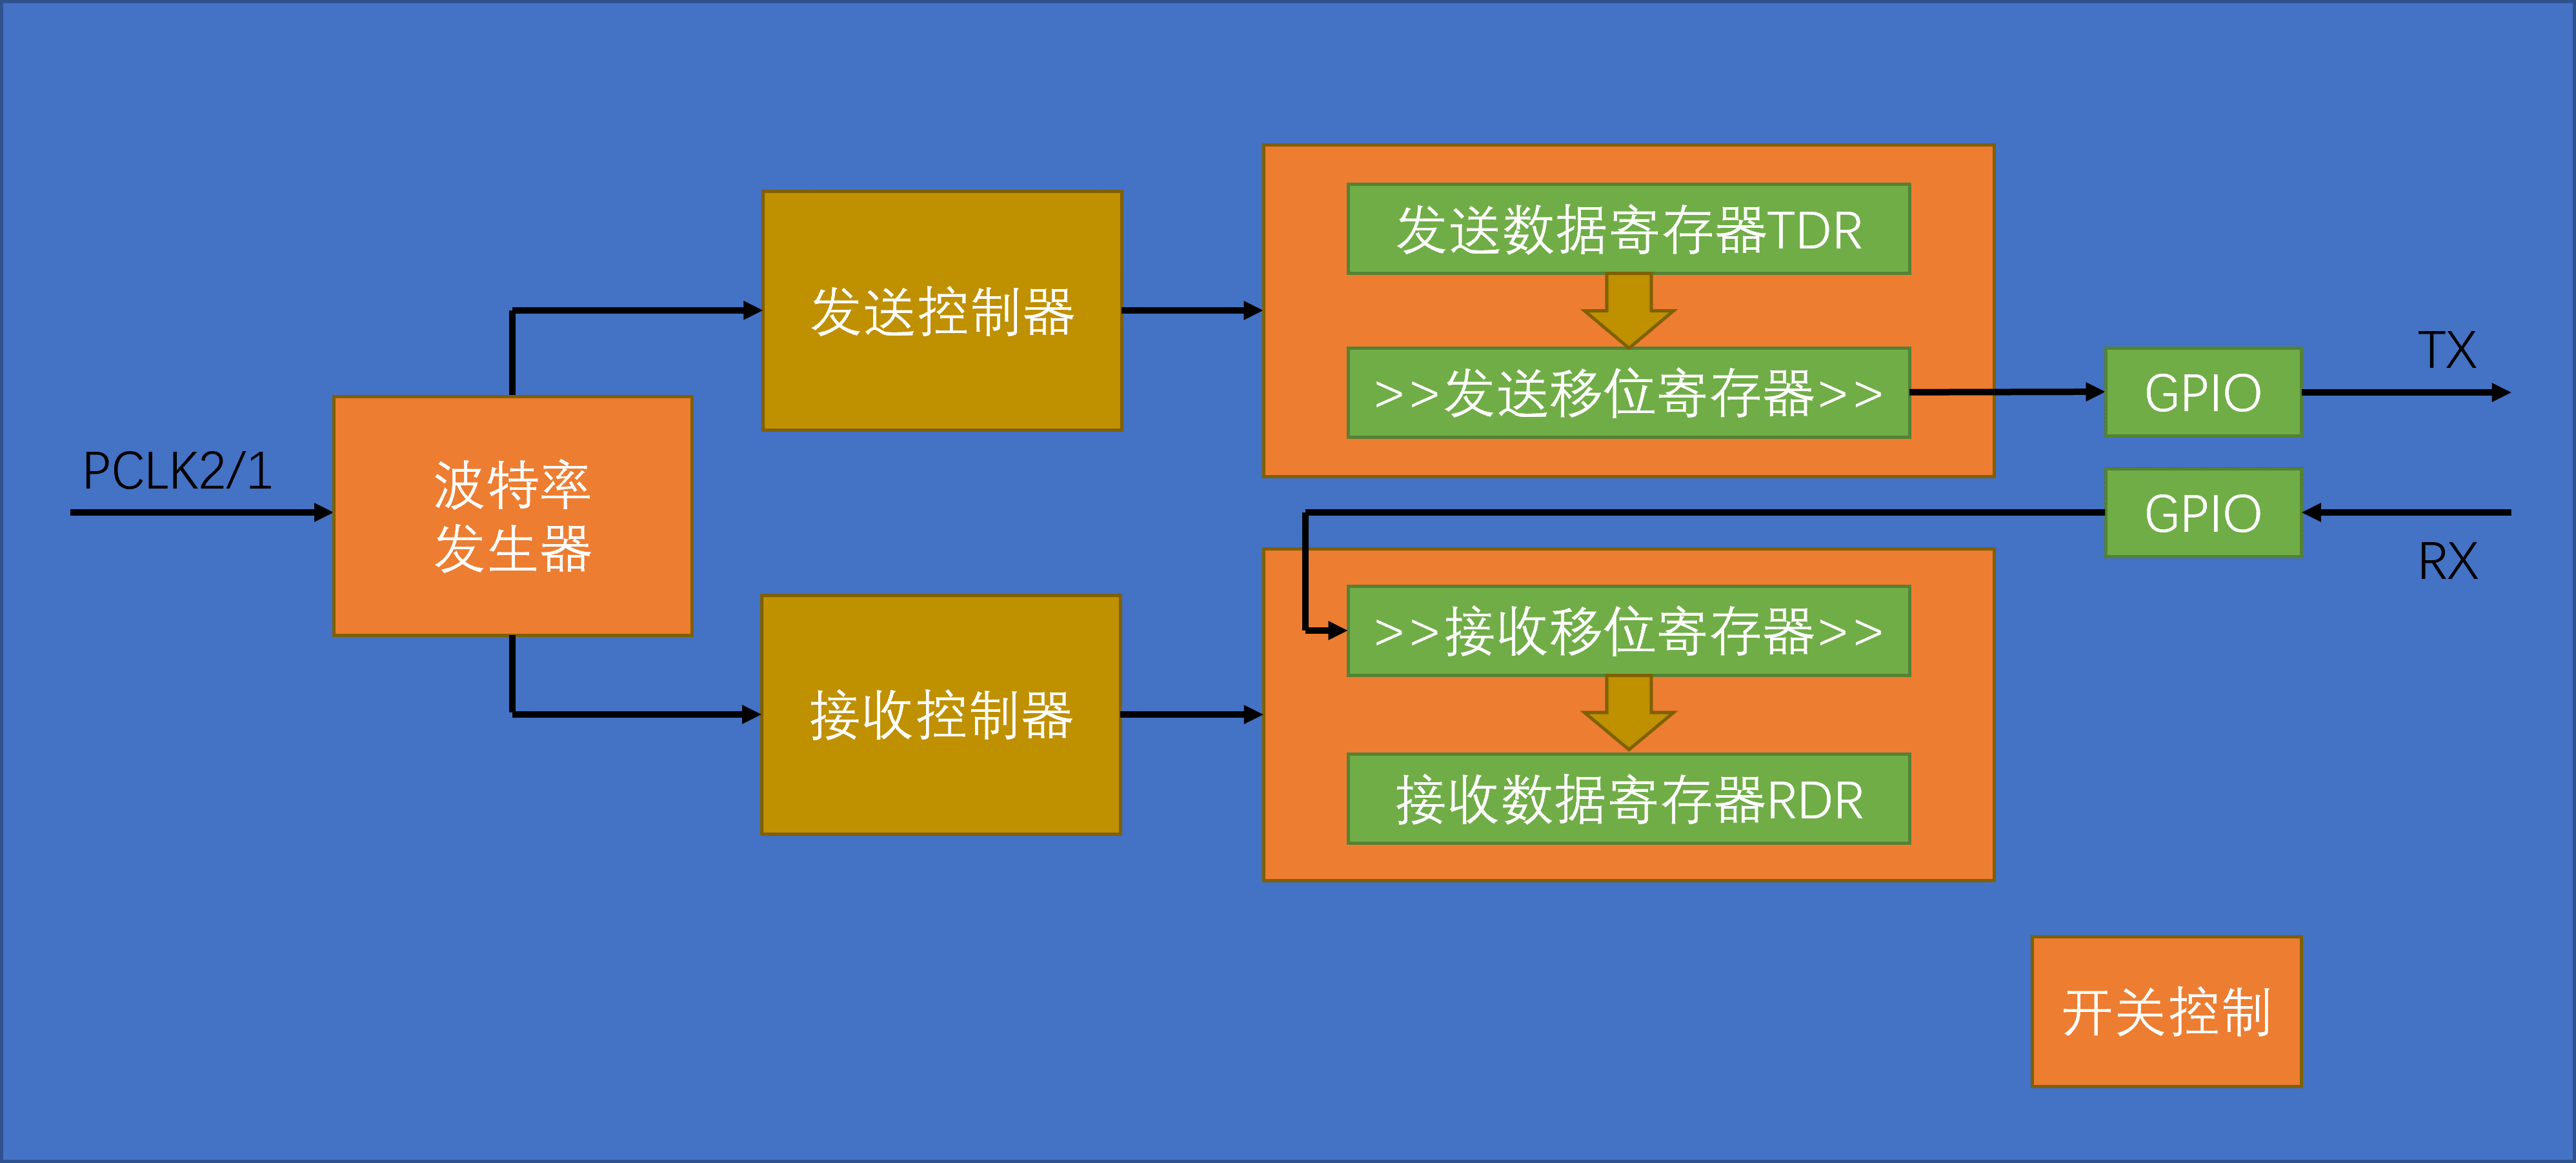 PCLK2/1
波特率
发生器
发送控制器
接收控制器
发送数据寄存器TDR
>>发送移位寄存器>>
GPIO
TX
GPIO
RX
>>接收移位寄存器>>
接收数据寄存器RDR
开关控制